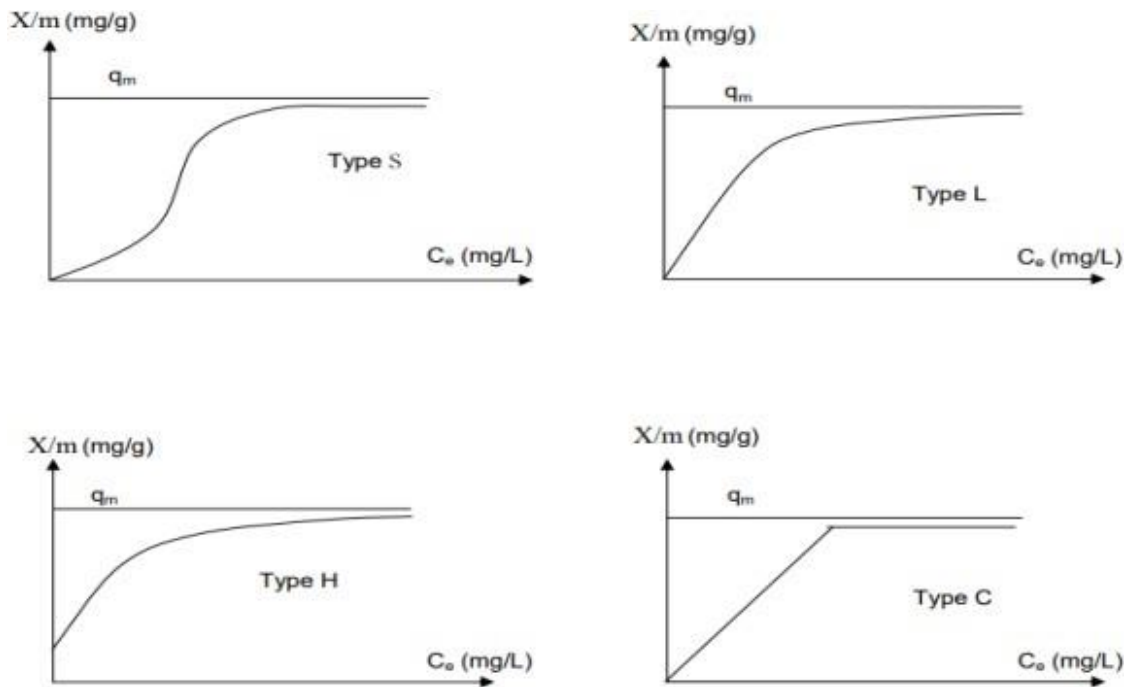 X/m (mg/g)
qm
Type S
Ce (mg/L)
X/m (mg/g)
qm
Type L
Ce (mg/L)
X/m (mg/g)
qm
Type H
Ce (mg/L)
X/m (mg/g)
qm
Type C
Ce (mg/L)